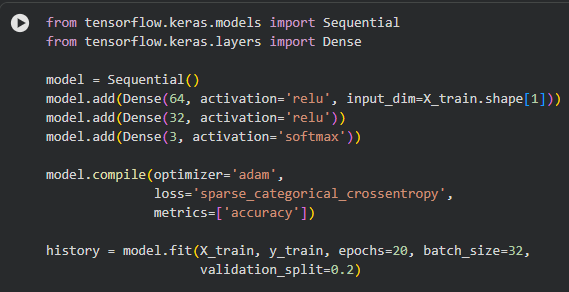 from tensorflow.keras.models import Sequential
from tensorflow.keras.layers import Dense

model = Sequential()
model.add(Dense(64, activation='relu', input_dim=X_train.shape[1]))
model.add(Dense(32, activation='relu'))
model.add(Dense(3, activation='softmax'))

model.compile(optimizer='adam',
              loss='sparse_categorical_crossentropy',
              metrics=['accuracy'])

history = model.fit(X_train, y_train, epochs=20, batch_size=32,
                    validation_split=0.2)